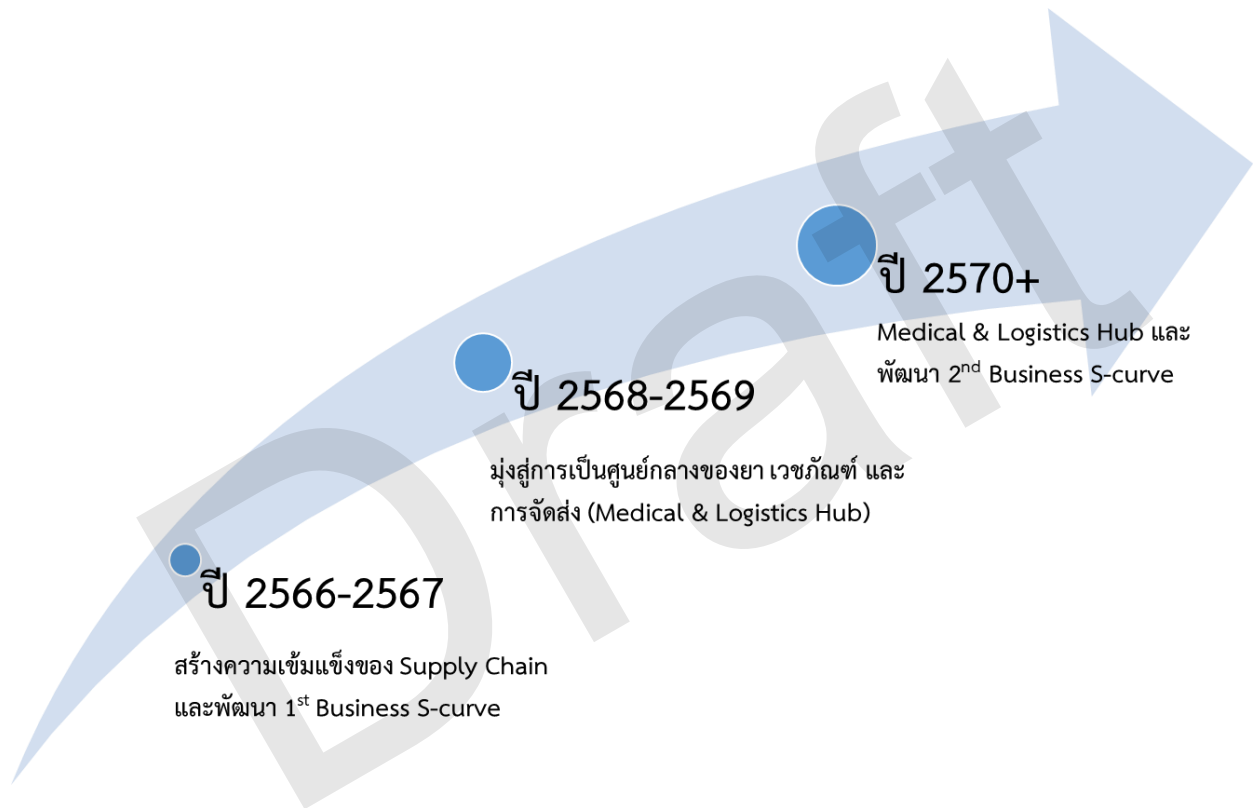 ปี 2570+
Medical & Logistics Hub และ
พัฒนา 2nd Business S-curve
ปี 2568-2569
มุ่งสู่การเป็นศูนย์กลางของยา เวชภัณฑ์ และ
การจัดส่ง (Medical & Logistics Hub)
ปี 2566-2567
สร้างความเข้มแข็งของ Supply Chain
และพัฒนา 1st Business S-curve
Draft